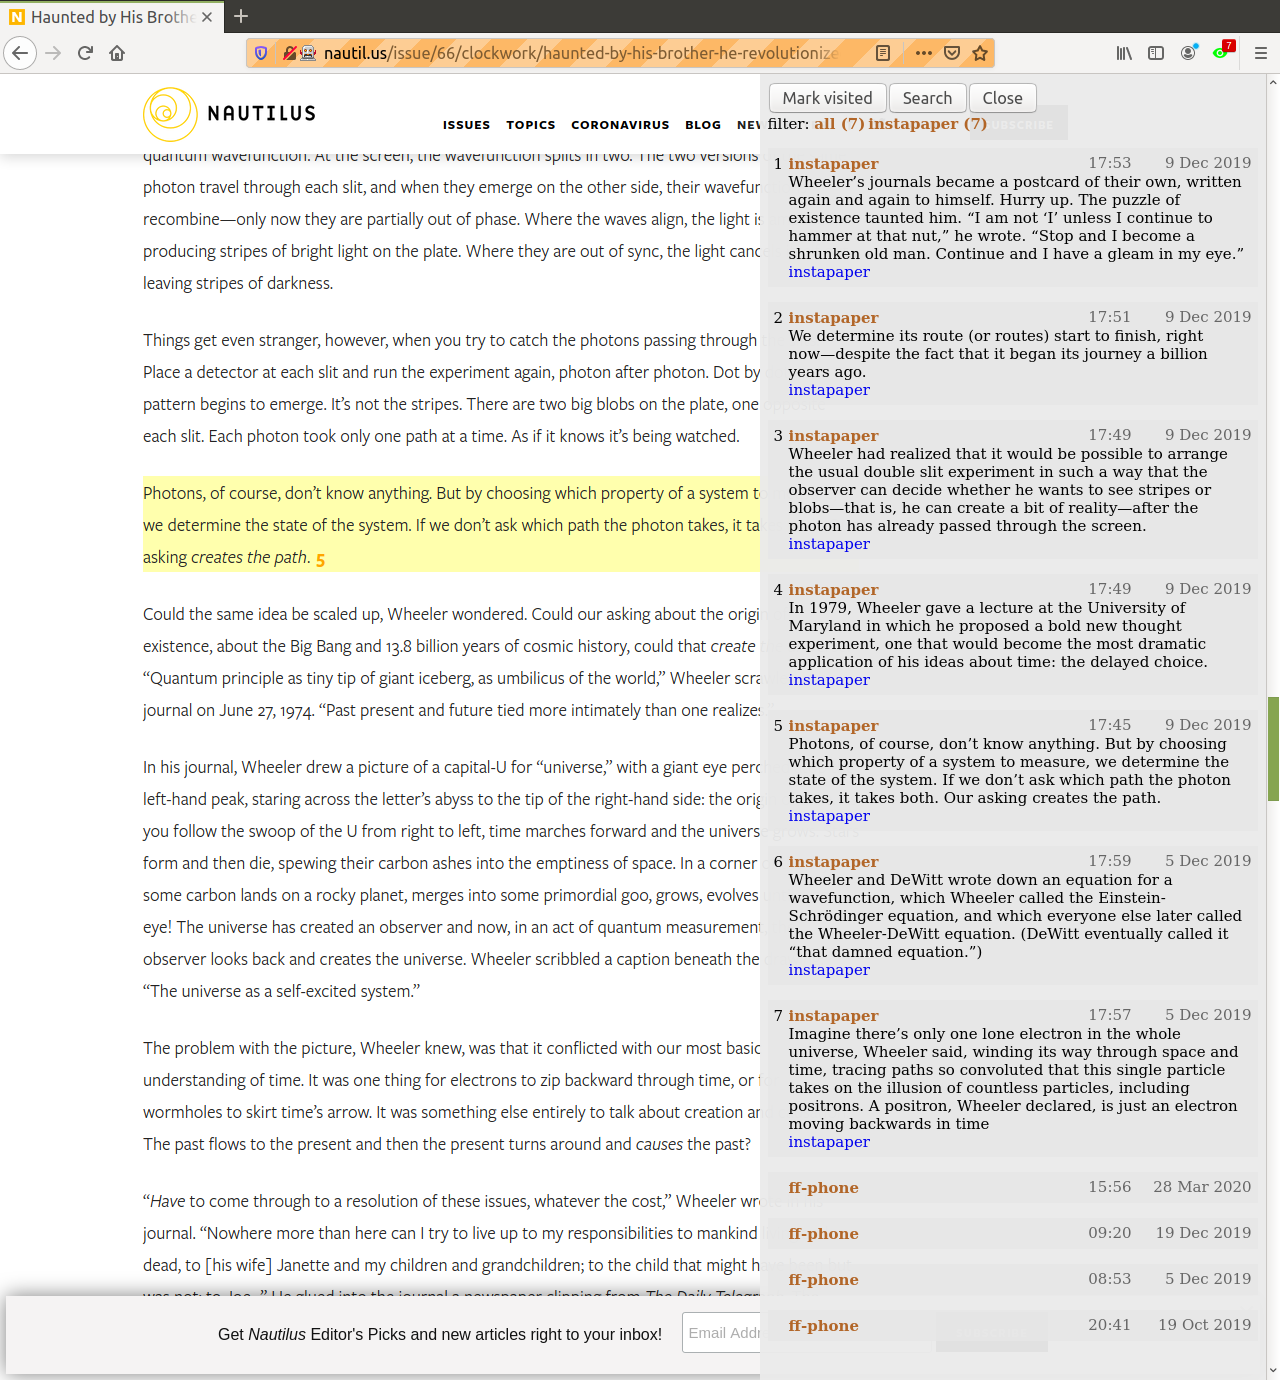 Haunted by His Brothe
nautil.us/issue/66/clockwork/haunted-by-his-brother-he-revolutionize
7
NAUTILUS
ISSUES TOPICS CORONAVIRUS BLOG NEW
SUBSCRIBE
quantum wavefunction. At the screen, the wavefunction splits in two. The two versions
photon travel through each slit, and when they emerge on the other side, their wavefur
recombine—only now they are partially out of phase. Where the waves align, the light is
producing stripes of bright light on the plate. Where they are out of sync, the light canc
leaving stripes of darkness.
Things get even stranger, however, when you try to catch the photons passing through
Place a detector at each slit and run the experiment again, photon after photon. Dot by
pattern begins to emerge. It’s not the stripes. There are two big blobs on the plate, one opposite
each slit. Each photon took only one path at a time. As if it knows it’s being watched.
Photons, of course, don’t know anything. But by choosing which property of a system to
we determine the state of the system. If we don’t ask which path the photon takes, it ta
asking creates the path. 5
Could the same idea be scaled up, Wheeler wondered. Could our asking about the origi
existence, about the Big Bang and 13.8 billion years of cosmic history, could that create
“Quantum principle as tiny tip of giant iceberg, as umbilicus of the world,” Wheeler scra
journal on June 27, 1974. “Past present and future tied more intimately than one realizes
In his journal, Wheeler drew a picture of a capital-U for “universe,” with a giant eye perc
left-hand peak, staring across the letter’s abyss to the tip of the right-hand side: the orig
you follow the swoop of the U from right to left, time marches forward and the universe grows. Stars
form and then die, spewing their carbon ashes into the emptiness of space. In a corner
some carbon lands on a rocky planet, merges into some primordial goo, grows, evolves
eye! The universe has created an observer and now, in an act of quantum measurement
observer looks back and creates the universe. Wheeler scribbled a caption beneath the
“The universe as a self-excited system.”
The problem with the picture, Wheeler knew, was that it conflicted with our most basic
understanding of time. It was one thing for electrons to zip backward through time, or f
wormholes to skirt time’s arrow. It was something else entirely to talk about creation ar
The past flows to the present and then the present turns around and causes the past?
“Have to come through to a resolution of these issues, whatever the cost,” Wheeler wrote in his
journal. “Nowhere more than here can I try to live up to my responsibilities to mankind
dead, to [his wife] Janette and my children and grandchildren; to the child that might h
was not; to Joe...” He glued into the journal a newspaper clipping from The Daily Telegr
Get Nautilus Editor's Picks and new articles right to your inbox!
Email Addr
Mark visited Search Close
filter: all (7) instapaper (7)
1 instapaper 17:53 9 Dec 2019
Wheeler’s journals became a postcard of their own, written
again and again to himself. Hurry up. The puzzle of
existence taunted him. “I am not ‘I’ unless I continue to
hammer at that nut,” he wrote. “Stop and I become a
shrunken old man. Continue and I have a gleam in my eye.”
instapaper
2 instapaper 17:51 9 Dec 2019
We determine its route (or routes) start to finish, right
now—despite the fact that it began its journey a billion
years ago.
instapaper
3 instapaper 17:49 9 Dec 2019
Wheeler had realized that it would be possible to arrange
the usual double slit experiment in such a way that the
observer can decide whether he wants to see stripes or
blobs—that is, he can create a bit of reality—after the
photon has already passed through the screen.
instapaper
4 instapaper 17:49 9 Dec 2019
In 1979, Wheeler gave a lecture at the University of
Maryland in which he proposed a bold new thought
experiment, one that would become the most dramatic
application of his ideas about time: the delayed choice.
instapaper
5 instapaper 17:45 9 Dec 2019
Photons, of course, don’t know anything. But by choosing
which property of a system to measure, we determine the
state of the system. If we don’t ask which path the photon
takes, it takes both. Our asking creates the path.
instapaper
6 instapaper 17:59 5 Dec 2019
Wheeler and DeWitt wrote down an equation for a
wavefunction, which Wheeler called the Einstein-
Schrödinger equation, and which everyone else later called
the Wheeler-DeWitt equation. (DeWitt eventually called it
“that damned equation.”)
instapaper
7 instapaper 17:57 5 Dec 2019
Imagine there’s only one lone electron in the whole
universe, Wheeler said, winding its way through space and
time, tracing paths so convoluted that this single particle
takes on the illusion of countless particles, including
positrons. A positron, Wheeler declared, is just an electron
moving backwards in time
instapaper
ff-phone 15:56 28 Mar 2020
ff-phone 09:20 19 Dec 2019
ff-phone 08:53 5 Dec 2019
ff-phone 20:41 19 Oct 2019